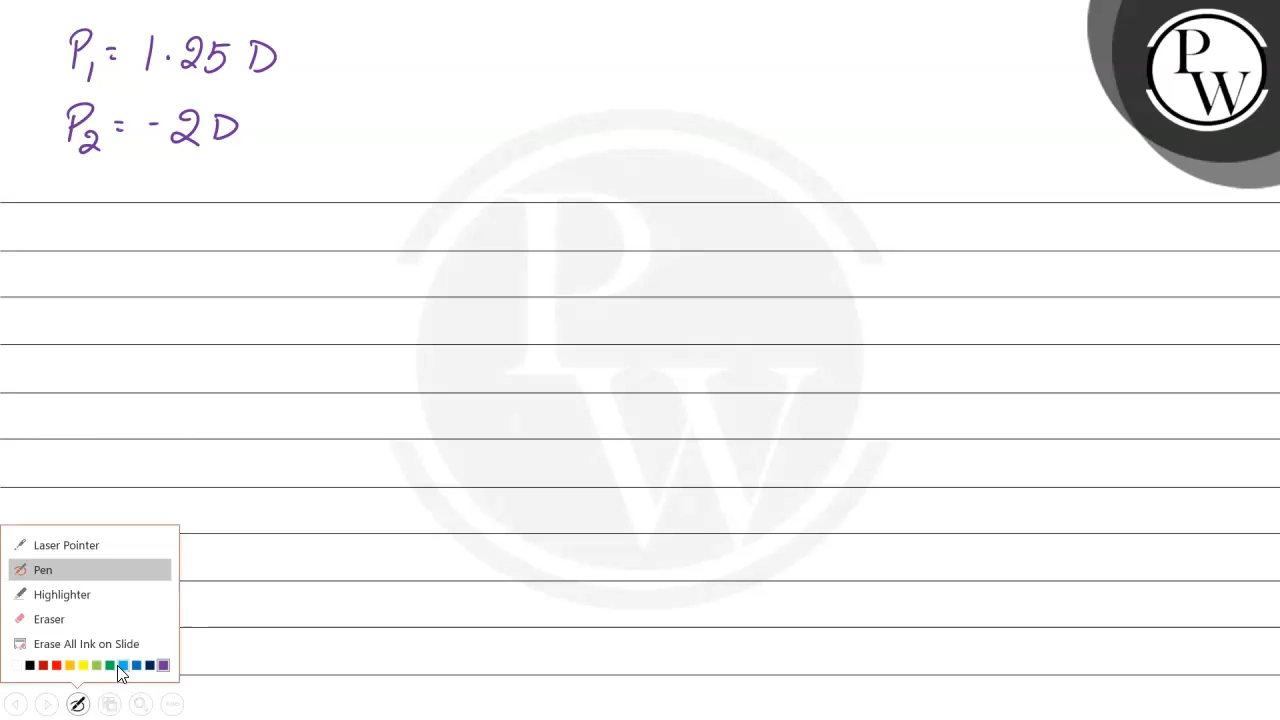 P₁ = 1.25 D
P₂ = -2 D
P
W
P
W
Laser Pointer
Pen
Highlighter
Eraser
Erase All Ink on Slide